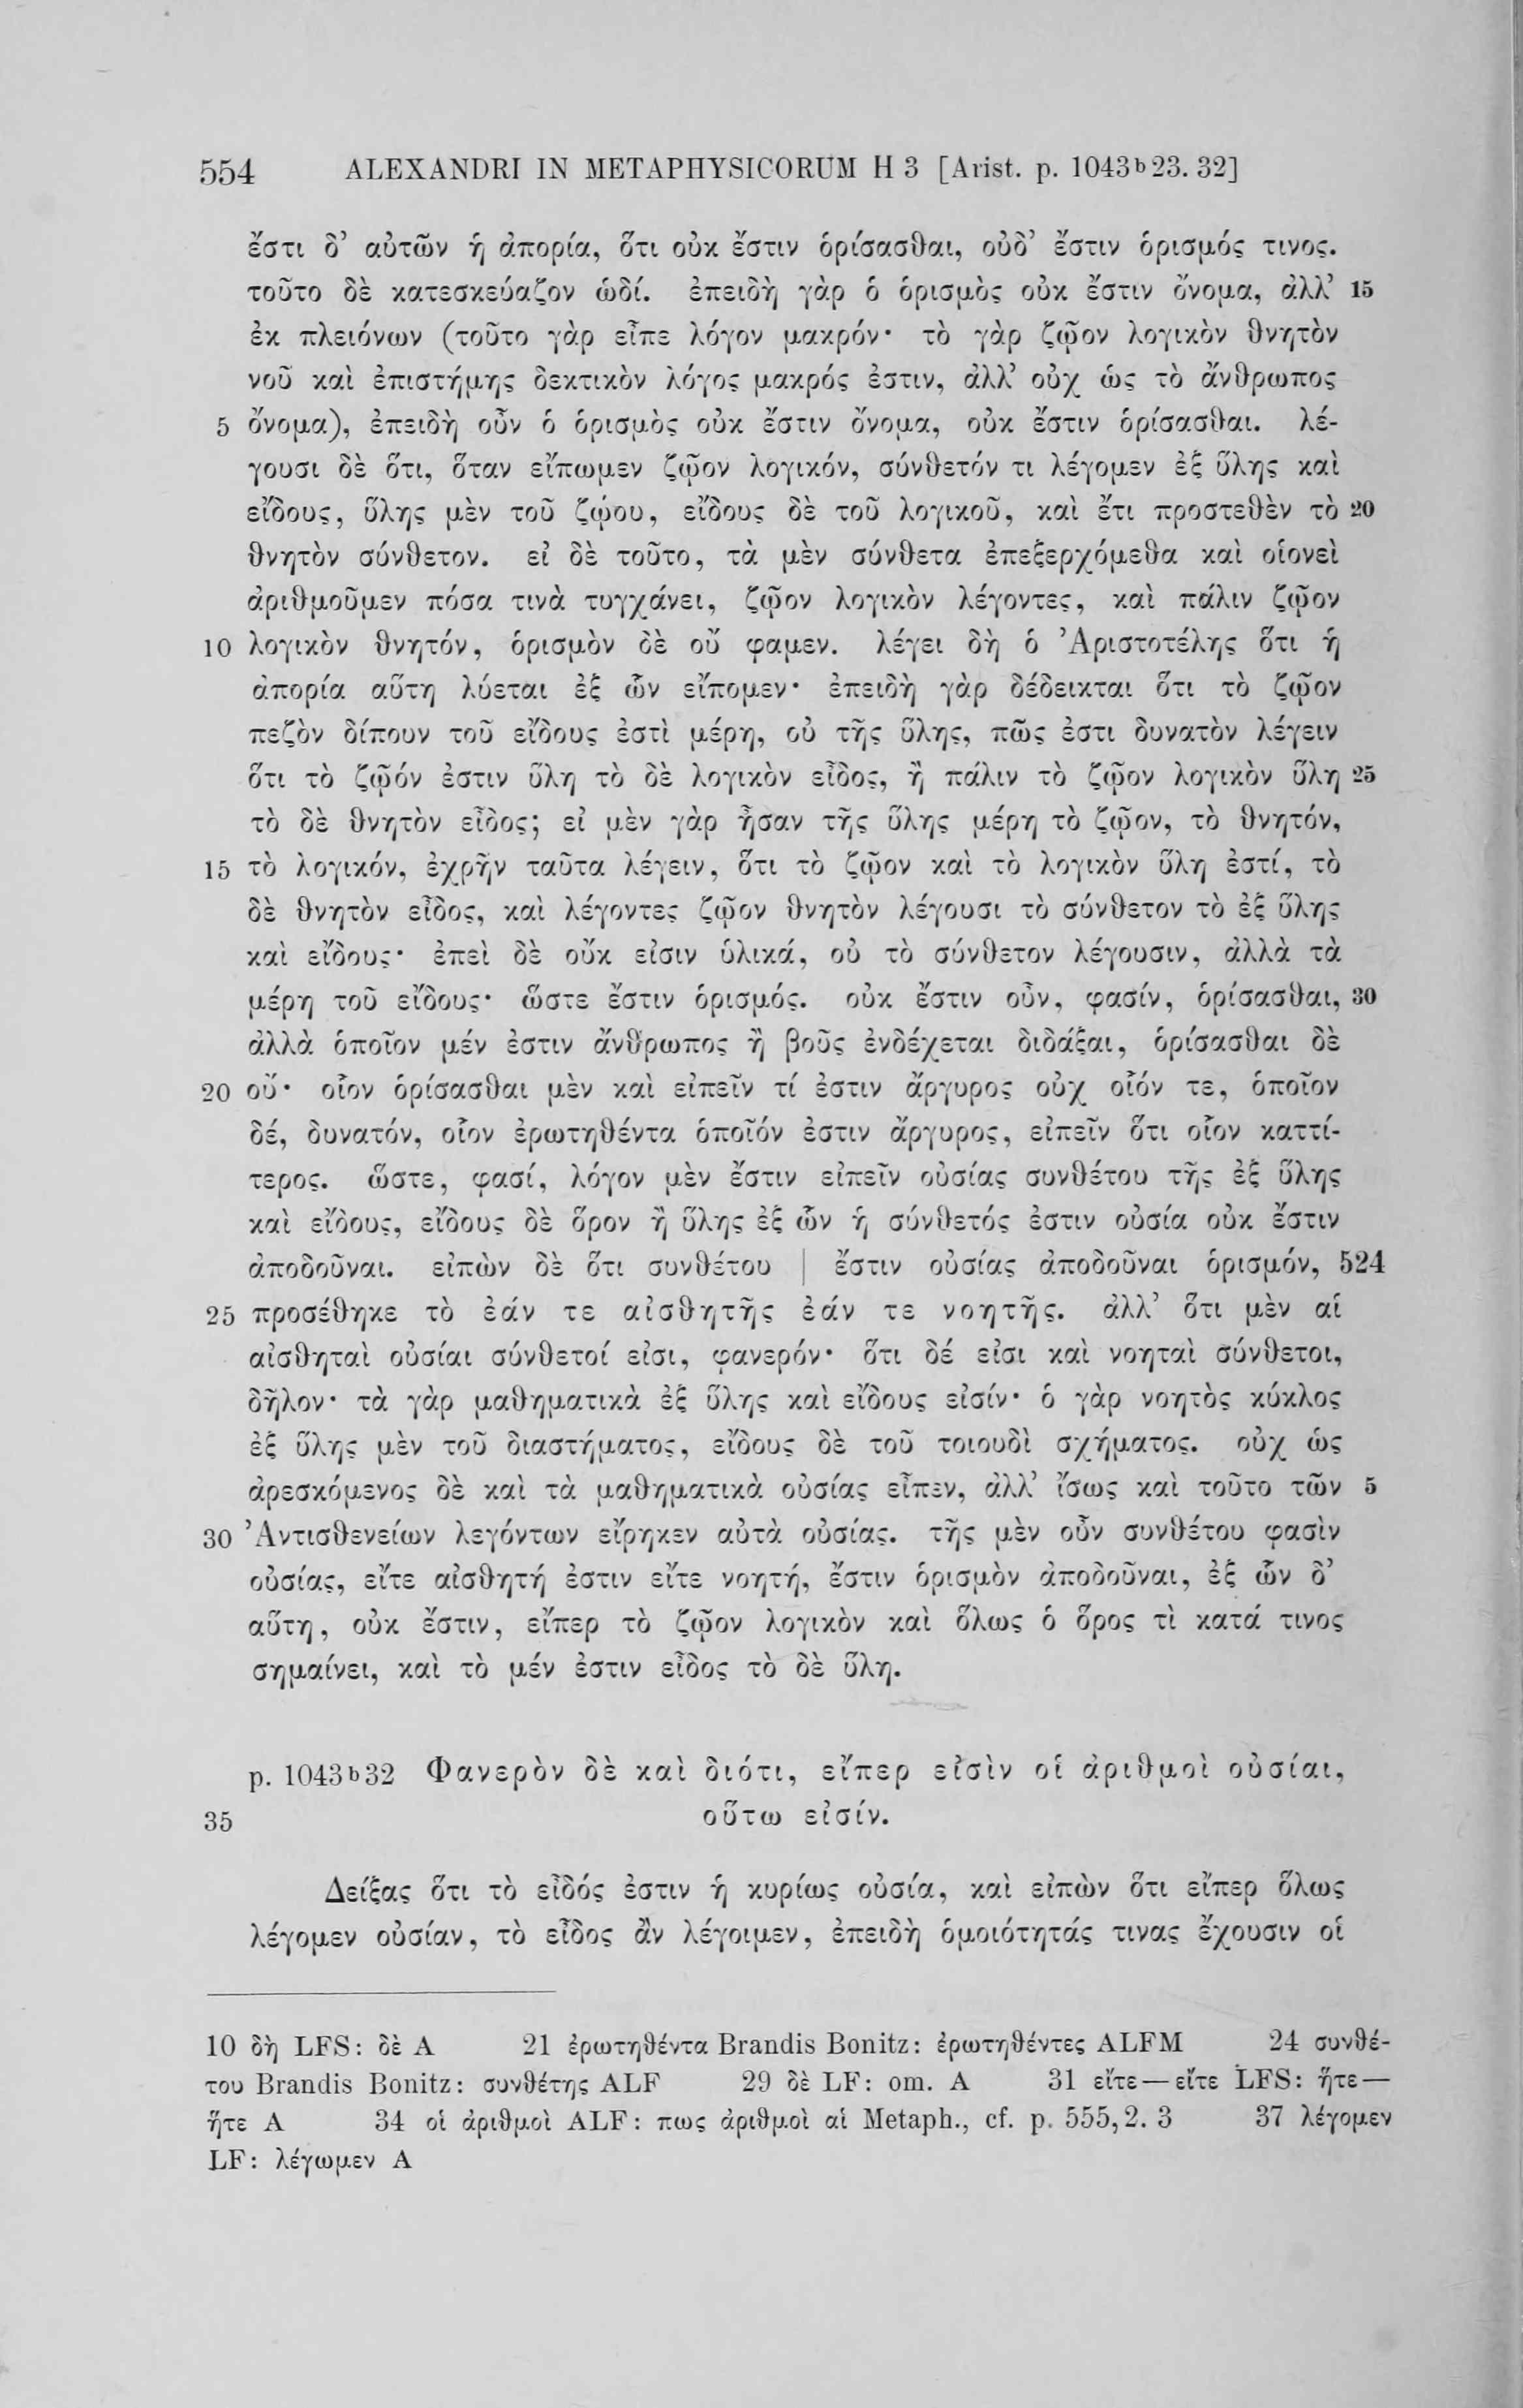 554 ALEXANDRI IN METAPHYSICORUM H 3 [Arist. p. 1043ᵇ23. 32]
ἔστι δ’ αὐτῶν ἡ ἀπορία, ὅτι οὐκ ἔστιν ὁρίσασθαι, οὐδ’ ἔστιν ὁρισμός τινος.
τοῦτο δὲ κατεσκεύαζον ὡδί. ἐπειδὴ γὰρ ὁ ὁρισμὸς οὐκ ἔστιν ὄνομα, ἀλλ’ 15
ἐκ πλειόνων (τοῦτο γὰρ εἶπε λόγον μακρόν· τὸ γὰρ ζῷον λογικὸν θνητὸν
νοῦ καὶ ἐπιστήμης δεκτικὸν λόγος μακρός ἐστιν, ἀλλ’ οὐχ ὡς τὸ ἄνθρωπος
5 ὄνομα), ἐπειδὴ οὖν ὁ ὁρισμὸς οὐκ ἔστιν ὄνομα, οὐκ ἔστιν ὁρίσασθαι. λέ-
γουσι δὲ ὅτι, ὅταν εἴπωμεν ζῷον λογικόν, σύνθετόν τι λέγομεν ἐξ ὕλης καὶ
εἴδους, ὕλης μὲν τοῦ ζῴου, εἴδους δὲ τοῦ λογικοῦ, καὶ ἔτι προστεθὲν τὸ 20
θνητὸν σύνθετον. εἰ δὲ τοῦτο, τὰ μὲν σύνθετα ἐπεξερχόμεθα καὶ οἱονεὶ
ἀριθμοῦμεν πόσα τινὰ τυγχάνει, ζῷον λογικὸν λέγοντες, καὶ πάλιν ζῷον
10 λογικὸν θνητόν, ὁρισμὸν δὲ οὔ φαμεν. λέγει δὴ ὁ Ἀριστοτέλης ὅτι ἡ
ἀπορία αὕτη λύεται ἐξ ὧν εἴπομεν· ἐπειδὴ γὰρ δέδεικται ὅτι τὸ ζῷον
πεζὸν δίπουν τοῦ εἴδους ἐστὶ μέρη, οὐ τῆς ὕλης, πῶς ἐστι δυνατὸν λέγειν
ὅτι τὸ ζῷόν ἐστιν ὕλη τὸ δὲ λογικὸν εἶδος, ἢ πάλιν τὸ ζῷον λογικὸν ὕλη 25
τὸ δὲ θνητὸν εἶδος; εἰ μὲν γὰρ ἦσαν τῆς ὕλης μέρη τὸ ζῷον, τὸ θνητόν,
15 τὸ λογικόν, ἐχρῆν ταῦτα λέγειν, ὅτι τὸ ζῷον καὶ τὸ λογικὸν ὕλη ἐστί, τὸ
δὲ θνητὸν εἶδος, καὶ λέγοντες ζῷον θνητὸν λέγουσι τὸ σύνθετον τὸ ἐξ ὕλης
καὶ εἴδους· ἐπεὶ δὲ οὔκ εἰσιν ὑλικά, οὐ τὸ σύνθετον λέγουσιν, ἀλλὰ τὰ
μέρη τοῦ εἴδους· ὥστε ἔστιν ὁρισμός. οὐκ ἔστιν οὖν, φασίν, ὁρίσασθαι, 30
ἀλλὰ ὁποῖον μέν ἐστιν ἄνθρωπος ἢ βοῦς ἐνδέχεται διδάξαι, ὁρίσασθαι δὲ
20 οὔ· οἷον ὁρίσασθαι μὲν καὶ εἰπεῖν τί ἐστιν ἄργυρος οὐχ οἷόν τε, ὁποῖον
δέ, δυνατόν, οἷον ἐρωτηθέντα ὁποῖόν ἐστιν ἄργυρος, εἰπεῖν ὅτι οἷον καττί-
τερος. ὥστε, φασί, λόγον μὲν ἔστιν εἰπεῖν οὐσίας συνθέτου τῆς ἐξ ὕλης
καὶ εἴδους, εἴδους δὲ ὅρον ἢ ὕλης ἐξ ὧν ἡ σύνθετός ἐστιν οὐσία οὐκ ἔστιν
ἀποδοῦναι. εἰπὼν δὲ ὅτι συνθέτου | ἔστιν οὐσίας ἀποδοῦναι ὁρισμόν, 524
25 προσέθηκε τὸ ἐάν τε αἰσθητῆς ἐάν τε νοητῆς. ἀλλ’ ὅτι μὲν αἱ
αἰσθηταὶ οὐσίαι σύνθετοί εἰσι, φανερόν· ὅτι δέ εἰσι καὶ νοηταὶ σύνθετοι,
δῆλον· τὰ γὰρ μαθηματικὰ ἐξ ὕλης καὶ εἴδους εἰσίν· ὁ γὰρ νοητὸς κύκλος
ἐξ ὕλης μὲν τοῦ διαστήματος, εἴδους δὲ τοῦ τοιουδὶ σχήματος. οὐχ ὡς
ἀρεσκόμενος δὲ καὶ τὰ μαθηματικὰ οὐσίας εἶπεν, ἀλλ’ ἴσως καὶ τοῦτο τῶν 5
30 Ἀντισθενείων λεγόντων εἴρηκεν αὐτὰ οὐσίας. τῆς μὲν οὖν συνθέτου φασὶν
οὐσίας, εἴτε αἰσθητή ἐστιν εἴτε νοητή, ἔστιν ὁρισμὸν ἀποδοῦναι, ἐξ ὧν δ’
αὕτη, οὐκ ἔστιν, εἴπερ τὸ ζῷον λογικὸν καὶ ὅλως ὁ ὅρος τὶ κατά τινος
σημαίνει, καὶ τὸ μέν ἐστιν εἶδος τὸ δὲ ὕλη.
p. 1043ᵇ32 Φανερὸν δὲ καὶ διότι, εἴπερ εἰσὶν οἱ ἀριθμοὶ οὐσίαι,
35 οὕτω εἰσίν.
Δείξας ὅτι τὸ εἶδός ἐστιν ἡ κυρίως οὐσία, καὶ εἰπὼν ὅτι εἴπερ ὅλως
λέγομεν οὐσίαν, τὸ εἶδος ἂν λέγοιμεν, ἐπειδὴ ὁμοιότητάς τινας ἔχουσιν οἱ
10 δὴ LFS: δὲ A 21 ἐρωτηθέντα Brandis Bonitz: ἐρωτηθέντες ALFM 24 συνθέ-
του Brandis Bonitz: συνθέτης ALF 29 δὲ LF: om. A 31 εἴτε—εἴτε LFS: ἤτε—
ἤτε A 34 οἱ ἀριθμοὶ ALF: πως ἀριθμοὶ αἱ Metaph., cf. p. 555,2. 3 37 λέγομεν
LF: λέγωμεν A